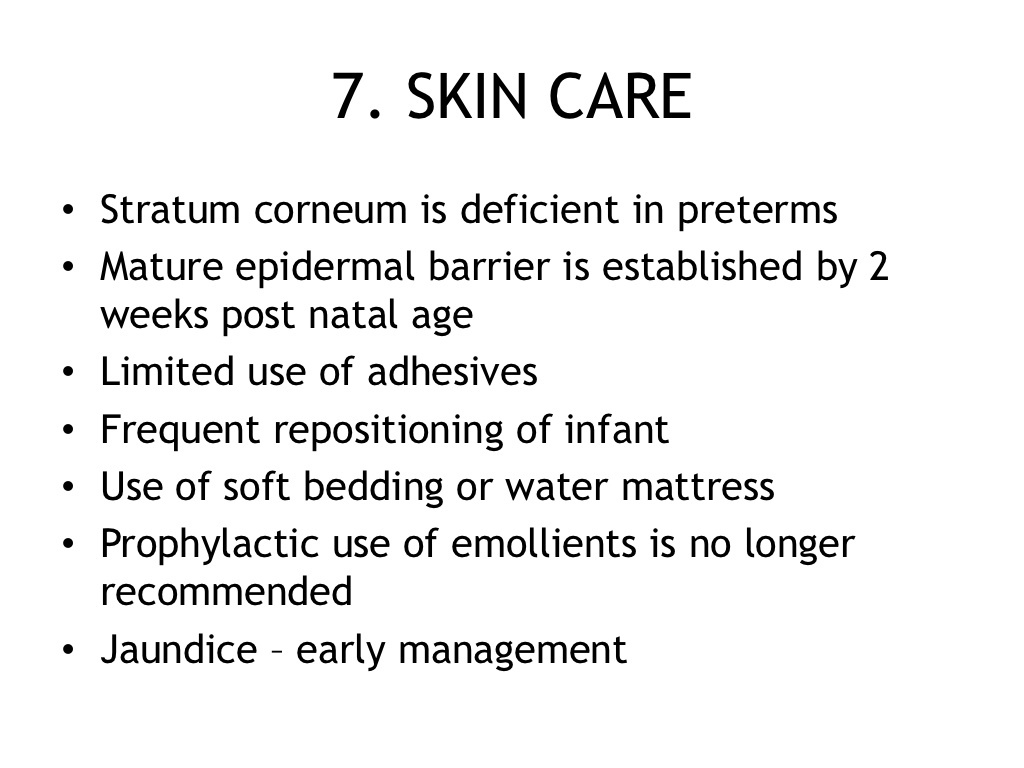 7. SKIN CARE
• Stratum corneum is deficient in preterms
• Mature epidermal barrier is established by 2
weeks post natal age
• Limited use of adhesives
• Frequent repositioning of infant
• Use of soft bedding or water mattress
• Prophylactic use of emollients is no longer
recommended
• Jaundice – early management